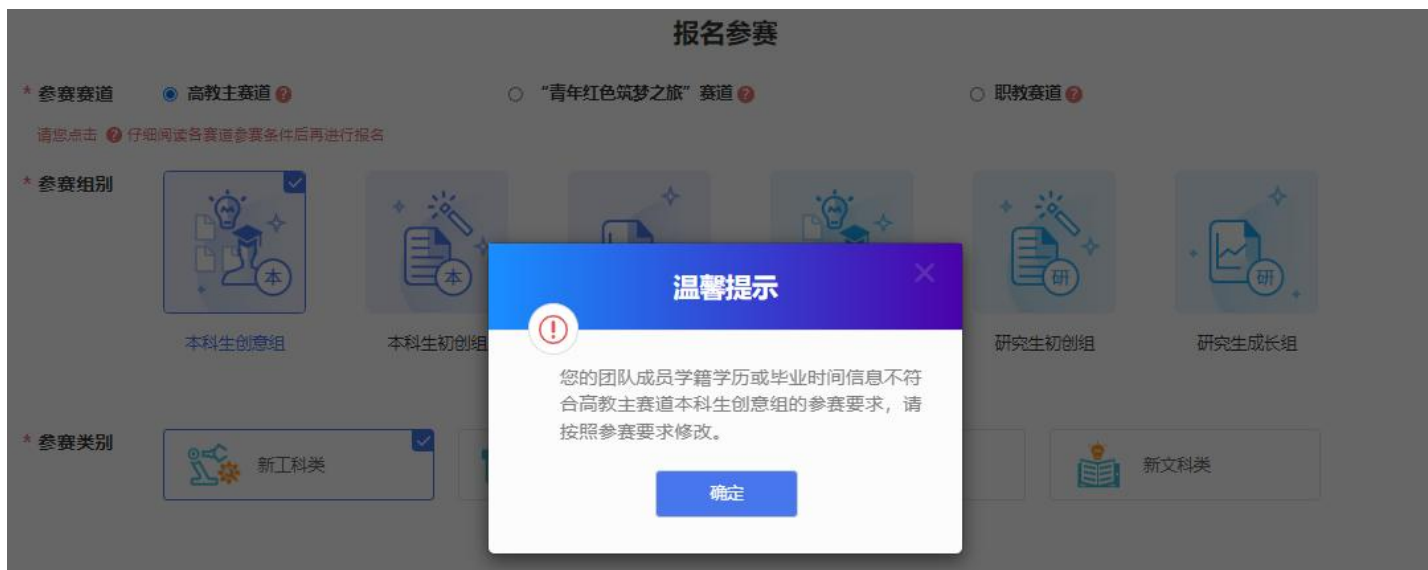 报名参赛
* 参赛赛道 高教主赛道 ? “青年红色筑梦之旅”赛道 ? 职教赛道 ?
请您点击 ? 仔细阅读各赛道参赛条件后再进行报名
* 参赛组别
本 本 研 研
温馨提示
本科生创意组 本科生初创组 研究生初创组 研究生成长组
您的团队成员学籍学历或毕业时间信息不符
合高教主赛道本科生创意组的参赛要求，请
按照参赛要求修改。
* 参赛类别 新工科类 新文科类
确定